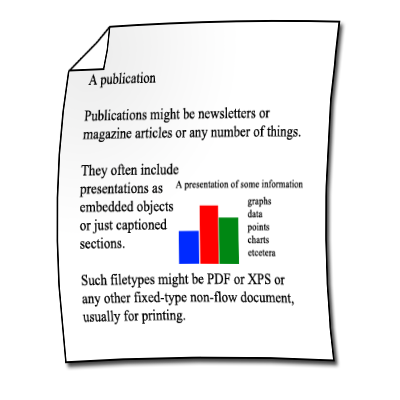 A publication
Publications might be newsletters or
magazine articles or any number of things.
They often include
presentations as
embedded objects
or just captioned
sections.
A presentation of some information
graphs
data
points
charts
etcetera
Such filetypes might be PDF or XPS or
any other fixed-type non-flow document,
usually for printing.